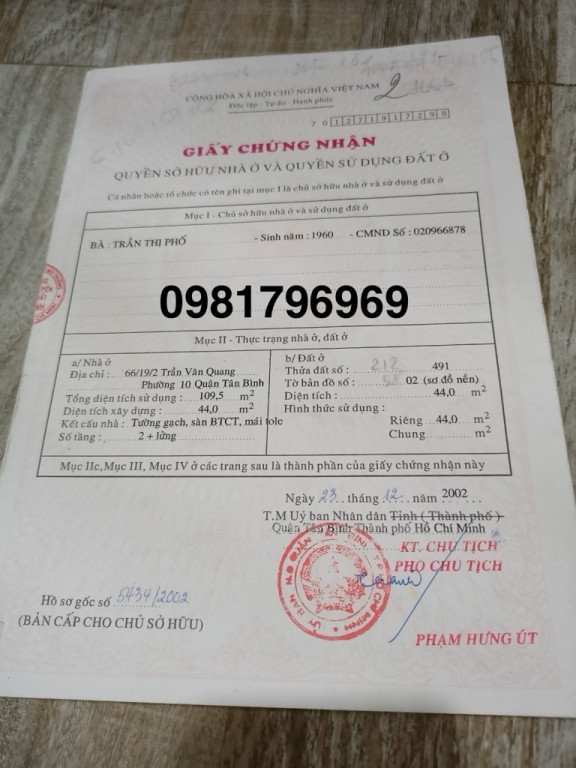 CỘNG HÒA XÃ HỘI CHỦ NGHĨA VIỆT NAM 2
Độc lập - Tự do - Hạnh phúc
GIẤY CHỨNG NHẬN
QUYỀN SỞ HỮU NHÀ Ở VÀ QUYỀN SỬ DỤNG ĐẤT Ở
Cá nhân hoặc tổ chức có tên ghi tại mục I là chủ sở hữu nhà ở và sử dụng đất ở
Mục I - Chủ sở hữu nhà ở và sử dụng đất ở
BÀ : TRẦN THỊ PHỐ - Sinh năm : 1960 - CMND Số : 020966878
0981796969
Mục II - Thực trạng nhà ở, đất ở
a/ Nhà ở
Địa chỉ : 66/19/2 Trần Văn Quang
Phường 10 Quận Tân Bình
Tổng diện tích sử dụng : 109,5 m2
Diện tích xây dựng : 44,0 m2
Kết cấu nhà : Tường gạch, sàn BTCT, mái tole
Số tầng : 2 + lửng
b/ Đất ở
Thửa đất số : 212 491
Tờ bản đồ số : 02 (sơ đồ nền)
Diện tích : 44,0 m2
Hình thức sử dụng :
Riêng 44,0 m2
Chung m2
Mục IIc, Mục III, Mục IV ở các trang sau là thành phần của giấy chứng nhận này
Ngày 23 tháng 12 năm 2002
T.M Uỷ ban Nhân dân Tỉnh ( Thành phố )
Quận Tân Bình Thành phố Hồ Chí Minh
KT. CHỦ TỊCH
PHÓ CHỦ TỊCH
PHẠM HƯNG ÚT
Hồ sơ gốc số 5434/2002
(BẢN CẤP CHO CHỦ SỞ HỮU)